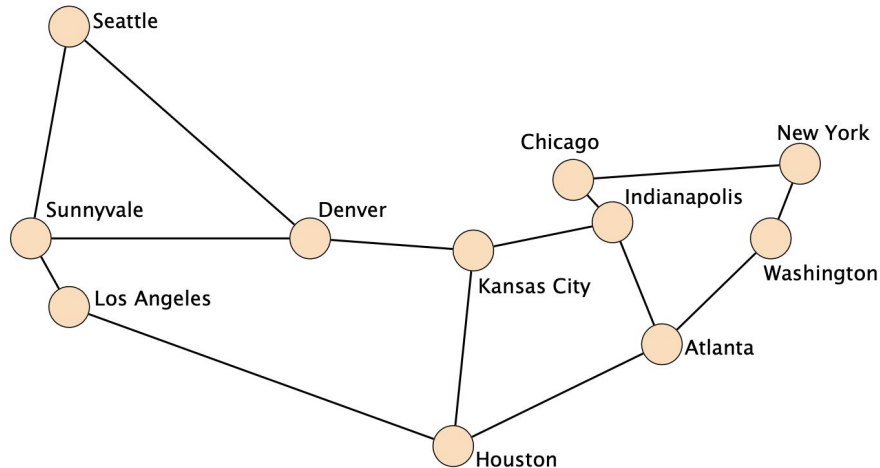 Seattle
Chicago
New York
Indianapolis
Sunnyvale
Denver
Washington
Kansas City
Los Angeles
Atlanta
Houston